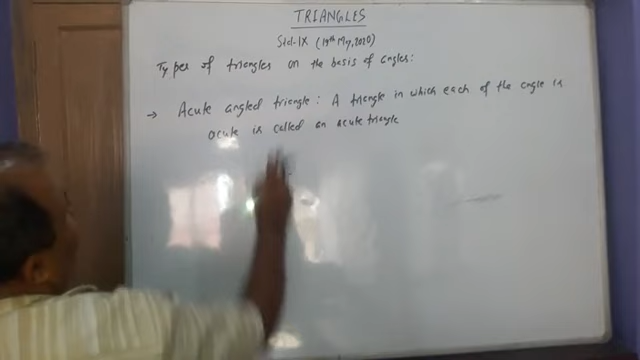 TRIANGLES
Std-IX (19th May, 2020)
Types of triangles on the basis of angles:
→ Acute angled triangle: A triangle in which each of the angle is
acute is called an acute triangle